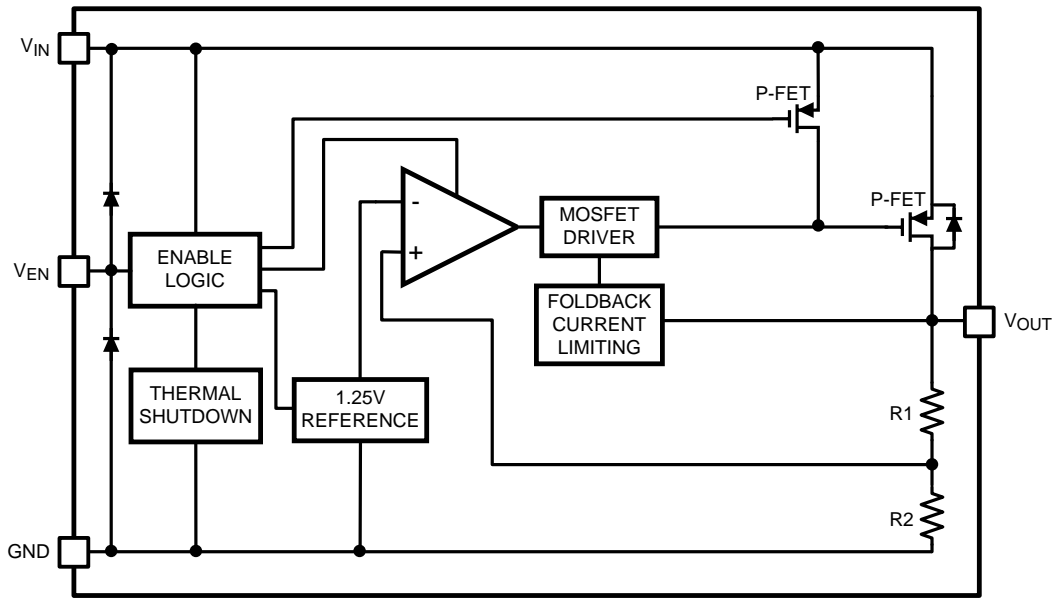 VIN
P-FET
P-FET
-
MOSFET
DRIVER
+
ENABLE
LOGIC
VEN
FOLDBACK
CURRENT
LIMITING
VOUT
THERMAL
SHUTDOWN
1.25V
REFERENCE
R1
R2
GND